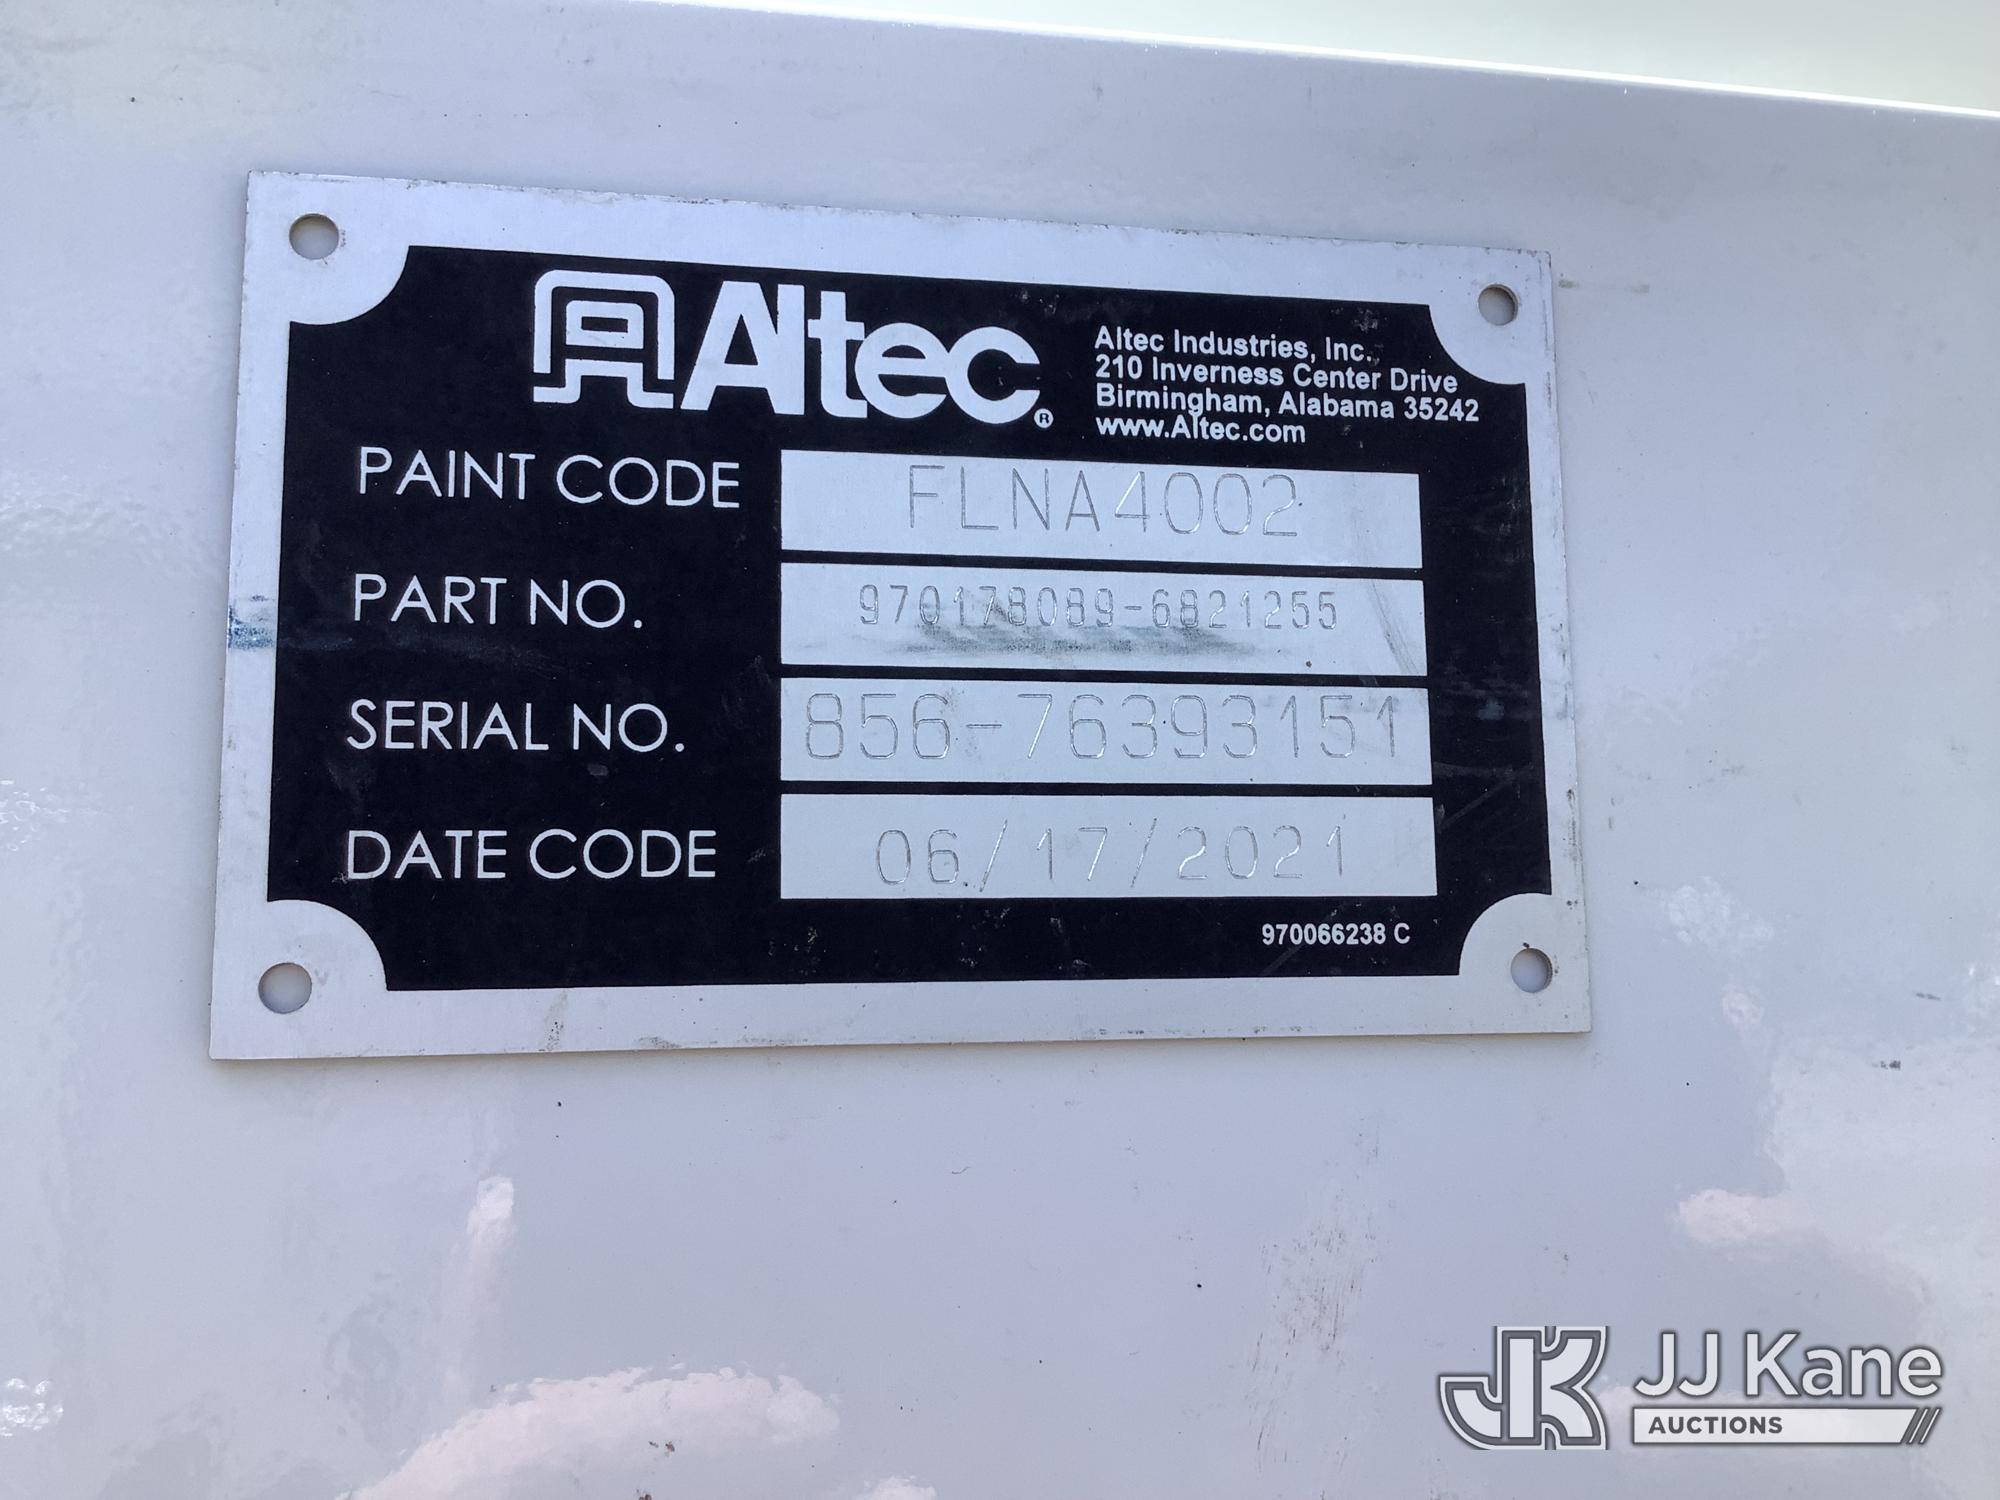 Altec®
Altec Industries, Inc.
210 Inverness Center Drive
Birmingham, Alabama 35242
www.Altec.com
PAINT CODE FLNA4002
PART NO. 970178089-6821255
SERIAL NO. 856-76393151
DATE CODE 06/17/2021
970066238 C
JK JJ Kane
AUCTIONS